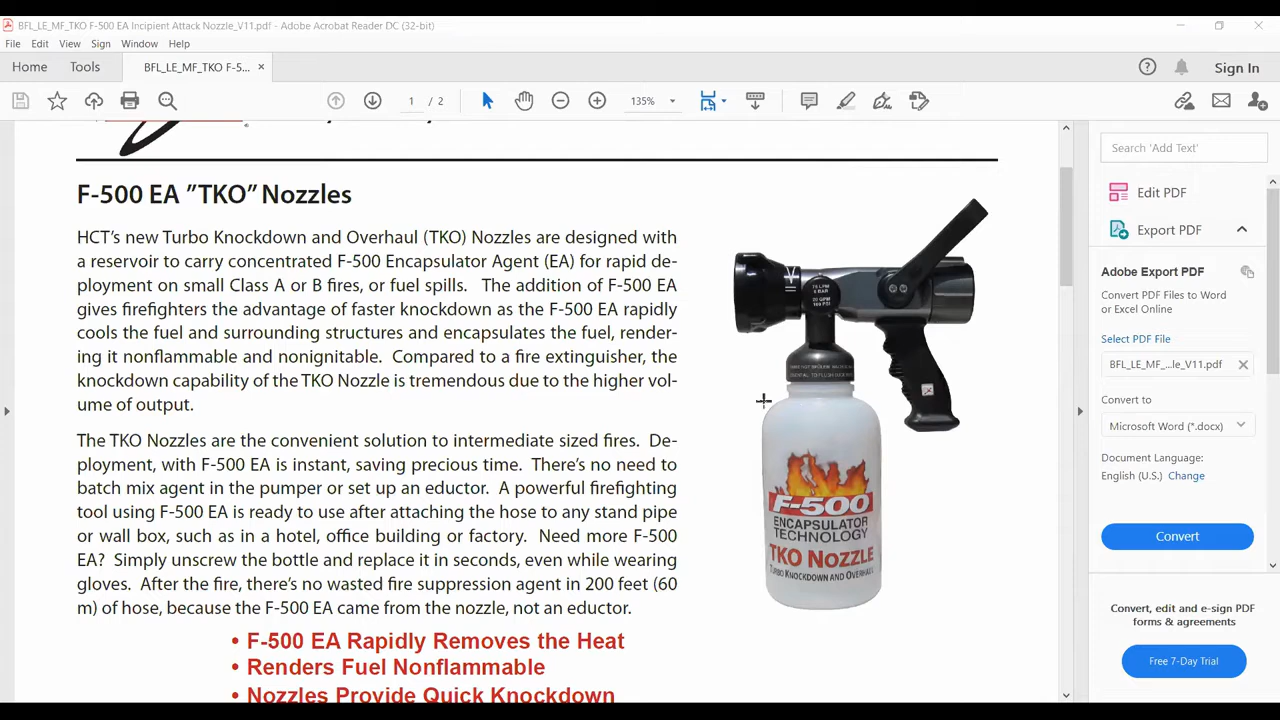 BFL_LE_MF_TKO F-500 EA Incipient Attack Nozzle_V11.pdf - Adobe Acrobat Reader DC (32-bit)
File Edit View Sign Window Help
Home Tools BFL_LE_MF_TKO F-5... × Sign In
1 / 2 135%
Search 'Add Text'
Edit PDF
Export PDF
Adobe Export PDF
Convert PDF Files to Word
or Excel Online
Select PDF File
BFL_LE_MF_...le_V11.pdf
Convert to
Microsoft Word (*.docx)
Document Language:
English (U.S.) Change
Convert
Convert, edit and e-sign PDF
forms & agreements
Free 7-Day Trial
F-500 EA ”TKO” Nozzles
HCT’s new Turbo Knockdown and Overhaul (TKO) Nozzles are designed with
a reservoir to carry concentrated F-500 Encapsulator Agent (EA) for rapid de-
ployment on small Class A or B fires, or fuel spills. The addition of F-500 EA
gives firefighters the advantage of faster knockdown as the F-500 EA rapidly
cools the fuel and surrounding structures and encapsulates the fuel, render-
ing it nonflammable and nonignitable. Compared to a fire extinguisher, the
knockdown capability of the TKO Nozzle is tremendous due to the higher vol-
ume of output.
The TKO Nozzles are the convenient solution to intermediate sized fires. De-
ployment, with F-500 EA is instant, saving precious time. There’s no need to
batch mix agent in the pumper or set up an eductor. A powerful firefighting
tool using F-500 EA is ready to use after attaching the hose to any stand pipe
or wall box, such as in a hotel, office building or factory. Need more F-500
EA? Simply unscrew the bottle and replace it in seconds, even while wearing
gloves. After the fire, there’s no wasted fire suppression agent in 200 feet (60
m) of hose, because the F-500 EA came from the nozzle, not an eductor.
• F-500 EA Rapidly Removes the Heat
• Renders Fuel Nonflammable
• Nozzles Provide Quick Knockdown
F-500
ENCAPSULATOR
TECHNOLOGY
TKO NOZZLE
TURBO KNOCKDOWN AND OVERHAUL